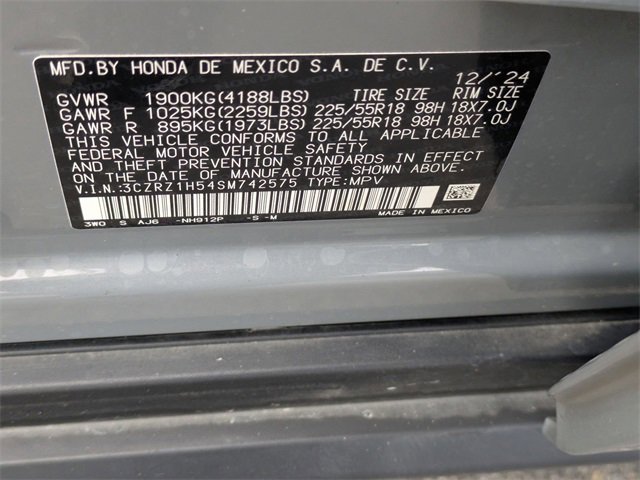 MFD. BY HONDA DE MEXICO S.A. DE C.V. 12/'24
GVWR 1900KG(4188LBS) TIRE SIZE RIM SIZE
GAWR F 1025KG(2259LBS) 225/55R18 98H 18X7.0J
GAWR R 895KG(1973LBS) 225/55R18 98H 18X7.0J
THIS VEHICLE CONFORMS TO ALL APPLICABLE
FEDERAL MOTOR VEHICLE SAFETY
AND THEFT PREVENTION STANDARDS IN EFFECT
ON THE DATE OF MANUFACTURE SHOWN ABOVE.
V.I.N.:3CZRZ1H54SM742575 TYPE:MPV
3W0 S AJ6 -NH912P -S -M MADE IN MEXICO